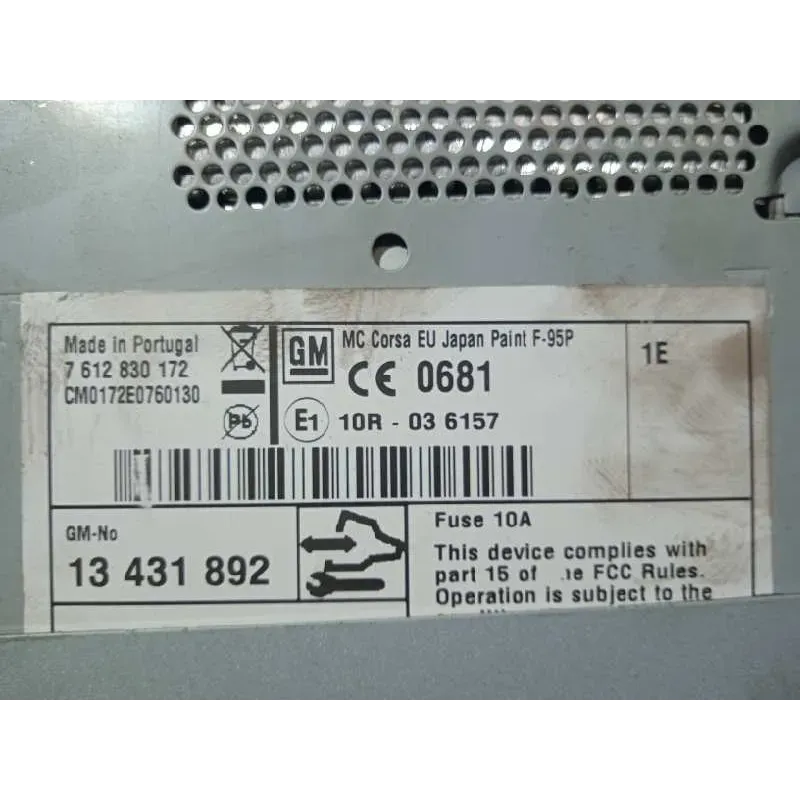 Made in Portugal
7 612 830 172
CM0172E0760130
Pb
GM
MC Corsa EU Japan Paint F-95P
CE 0681
E1 10R - 03 6157
1E
GM-No
13 431 892
Fuse 10A
This device complies with
part 15 of FCC Rules.
Operation is subject to the